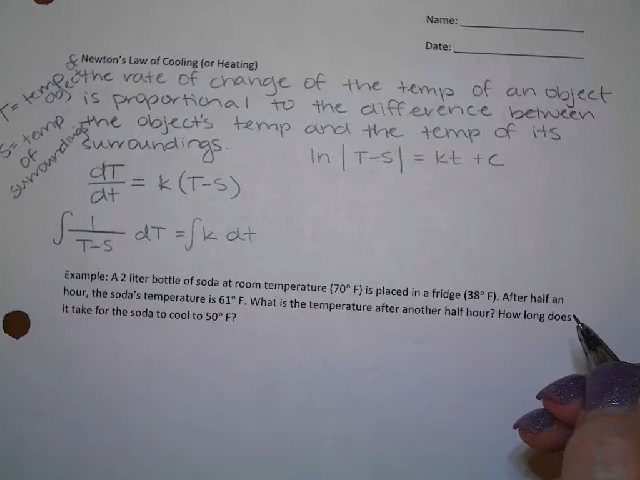 Name:
Date:
Newton's Law of Cooling (or Heating)
T = temp of object
S = temp of surroundings
the rate of change of the temp of an object
is proportional to the difference between
the object's temp and the temp of its
surroundings.
ln |T-S| = kt + C
dT/dt = k (T-S)
∫ 1/(T-S) dT = ∫ k dt
Example: A 2 liter bottle of soda at room temperature (70° F) is placed in a fridge (38° F). After half an
hour, the soda's temperature is 61° F. What is the temperature after another half hour? How long does
it take for the soda to cool to 50° F?